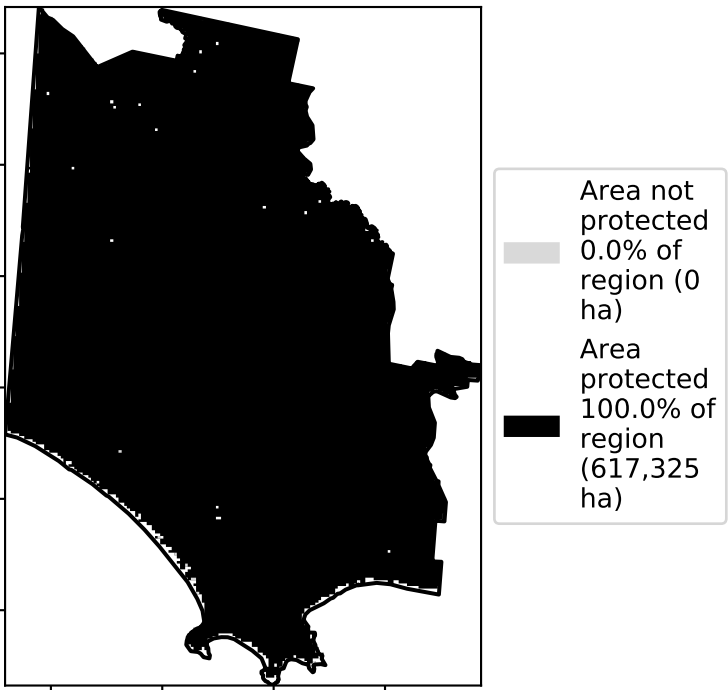 Area not
protected
0.0% of
region (0
ha)
Area
protected
100.0% of
region
(617,325
ha)